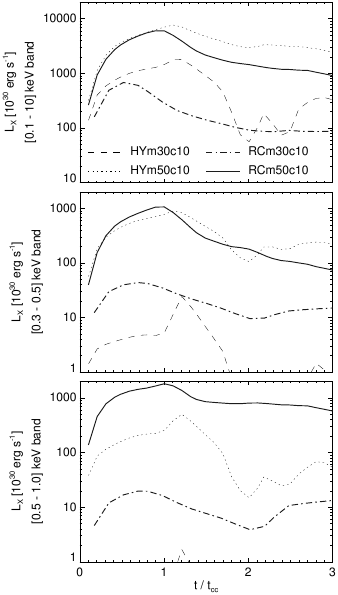 10000
1000
100
10
L_X [10^30 erg s^-1]
[0.1 - 10] keV band
HYm30c10 RCm30c10
HYm50c10 RCm50c10
1000
100
10
1
L_X [10^30 erg s^-1]
[0.3 - 0.5] keV band
1000
100
10
1
L_X [10^30 erg s^-1]
[0.5 - 1.0] keV band
0 1 2 3
t / t_cc